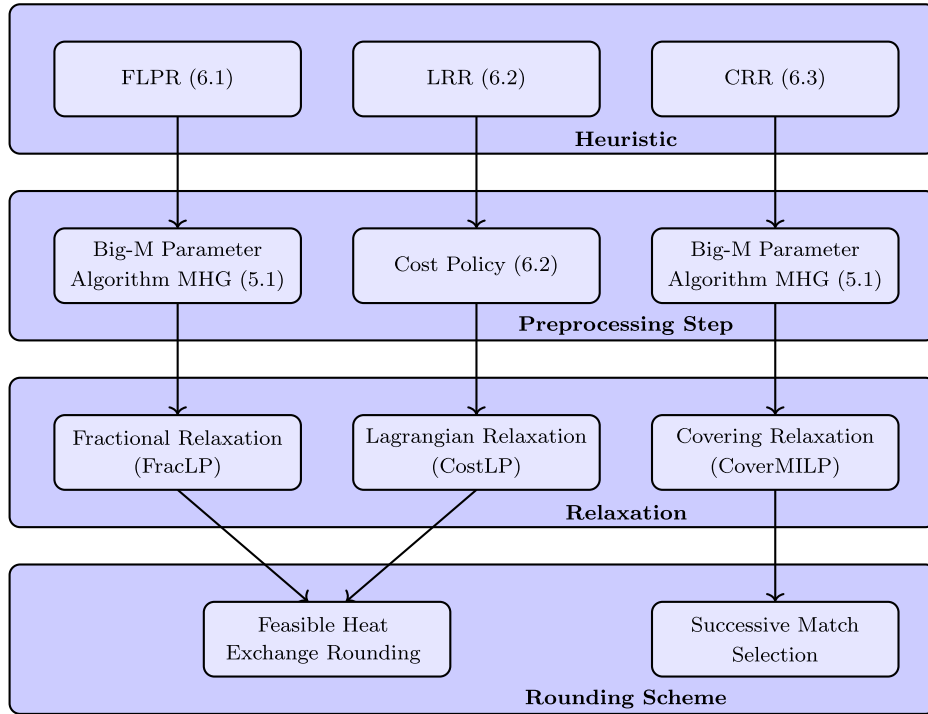 FLPR (6.1)
LRR (6.2)
CRR (6.3)
Heuristic
Big-M Parameter
Algorithm MHG (5.1)
Cost Policy (6.2)
Big-M Parameter
Algorithm MHG (5.1)
Preprocessing Step
Fractional Relaxation
(FracLP)
Lagrangian Relaxation
(CostLP)
Covering Relaxation
(CoverMILP)
Relaxation
Feasible Heat
Exchange Rounding
Successive Match
Selection
Rounding Scheme